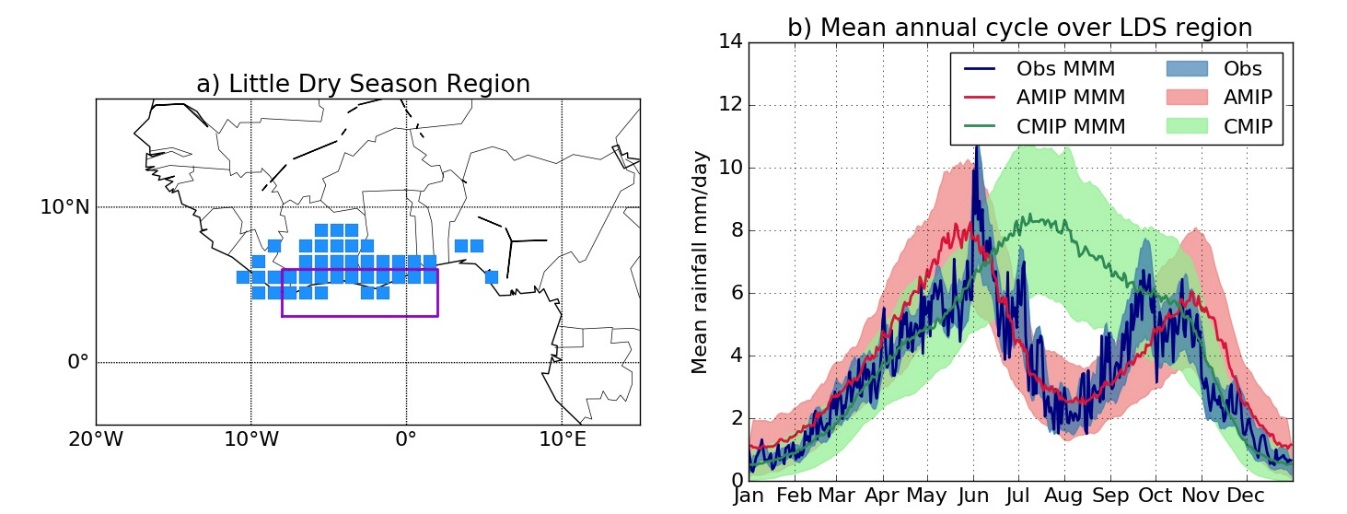 a) Little Dry Season Region
10°N
0°
20°W 10°W 0° 10°E
b) Mean annual cycle over LDS region
Mean rainfall mm/day
14
12
10
8
6
4
2
0
Obs MMM Obs
AMIP MMM AMIP
CMIP MMM CMIP
Jan Feb Mar Apr May Jun Jul Aug Sep Oct Nov Dec